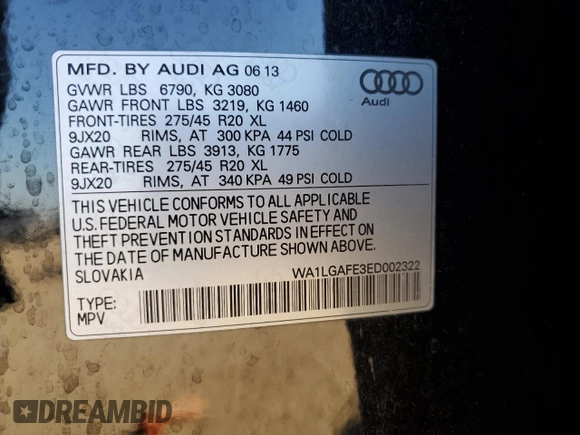 MFD. BY AUDI AG 06 13
GVWR LBS 6790, KG 3080
GAWR FRONT LBS 3219, KG 1460
FRONT-TIRES 275/45 R20 XL
9JX20 RIMS, AT 300 KPA 44 PSI COLD
GAWR REAR LBS 3913, KG 1775
REAR-TIRES 275/45 R20 XL
9JX20 RIMS, AT 340 KPA 49 PSI COLD
Audi
THIS VEHICLE CONFORMS TO ALL APPLICABLE
U.S. FEDERAL MOTOR VEHICLE SAFETY AND
THEFT PREVENTION STANDARDS IN EFFECT ON
THE DATE OF MANUFACTURE SHOWN ABOVE.
SLOVAKIA WA1LGAFE3ED002322
TYPE:
MPV
DREAMBID